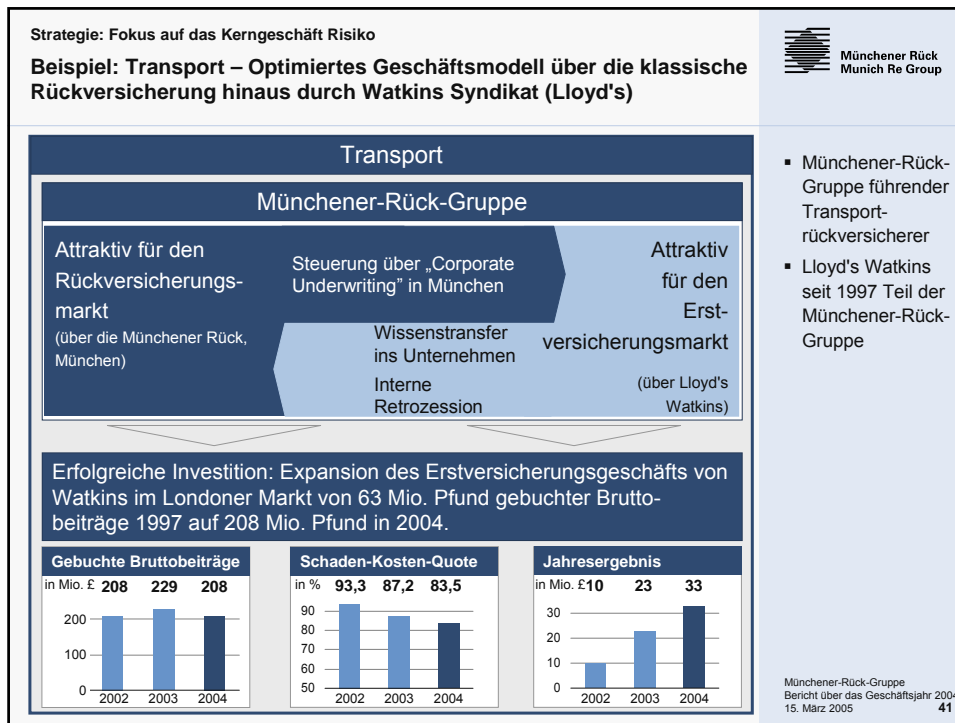 Strategie: Fokus auf das Kerngeschäft Risiko
Beispiel: Transport – Optimiertes Geschäftsmodell über die klassische
Rückversicherung hinaus durch Watkins Syndikat (Lloyd's)
Münchener Rück
Munich Re Group
Transport
Münchener-Rück-Gruppe
Attraktiv für den
Rückversicherungs-
markt
(über die Münchener Rück,
München)
Steuerung über „Corporate
Underwriting” in München
Wissenstransfer
ins Unternehmen
Interne
Retrozession
Attraktiv
für den
Erst-
versicherungsmarkt
(über Lloyd's
Watkins)
Erfolgreiche Investition: Expansion des Erstversicherungsgeschäfts von
Watkins im Londoner Markt von 63 Mio. Pfund gebuchter Brutto-
beiträge 1997 auf 208 Mio. Pfund in 2004.
Gebuchte Bruttobeiträge
in Mio. £ 208 229 208
200
100
0
2002 2003 2004
Schaden-Kosten-Quote
in % 93,3 87,2 83,5
90
80
70
60
50
2002 2003 2004
Jahresergebnis
in Mio. £ 10 23 33
30
20
10
0
2002 2003 2004
▪ Münchener-Rück-
Gruppe führender
Transport-
rückversicherer
▪ Lloyd's Watkins
seit 1997 Teil der
Münchener-Rück-
Gruppe
Münchener-Rück-Gruppe
Bericht über das Geschäftsjahr 2004
15. März 2005 41